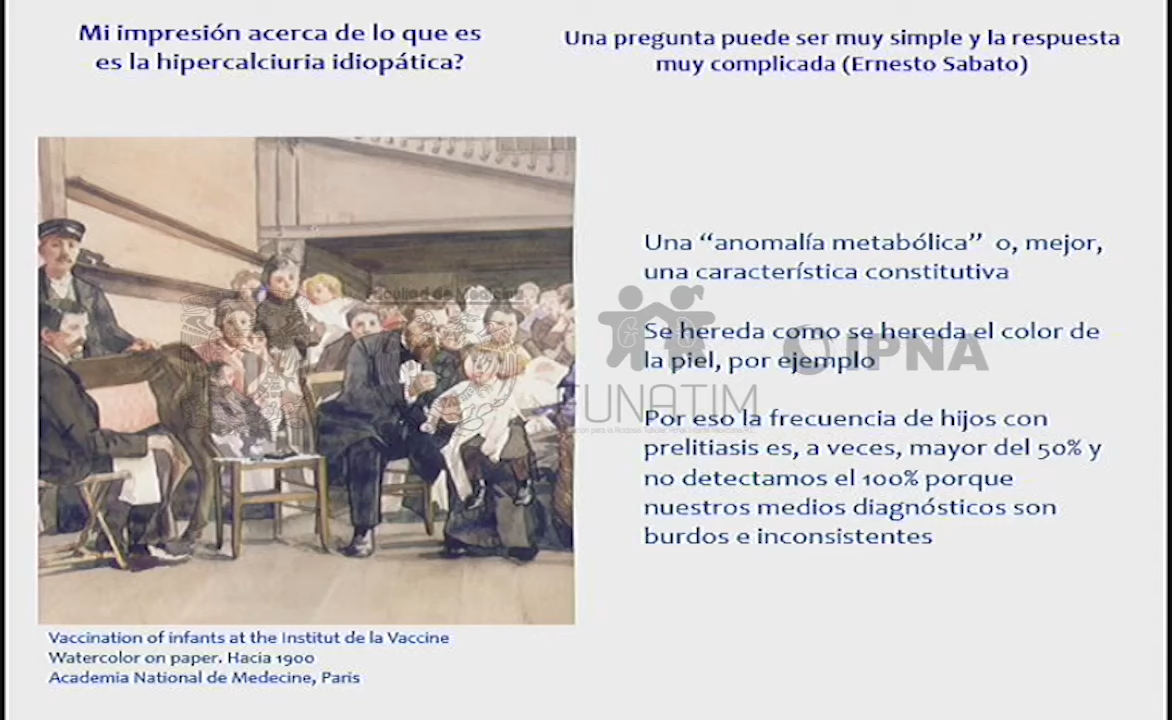 Mi impresión acerca de lo que es
es la hipercalciuria idiopática?
Una pregunta puede ser muy simple y la respuesta
muy complicada (Ernesto Sabato)
Una “anomalía metabólica” o, mejor,
una característica constitutiva
Se hereda como se hereda el color de
la piel, por ejemplo
Por eso la frecuencia de hijos con
prelitiasis es, a veces, mayor del 50% y
no detectamos el 100% porque
nuestros medios diagnósticos son
burdos e inconsistentes
Facultad de Medicina
IPNA
FUNATIM
Vaccination of infants at the Institut de la Vaccine
Watercolor on paper. Hacia 1900
Academia National de Medecine, Paris